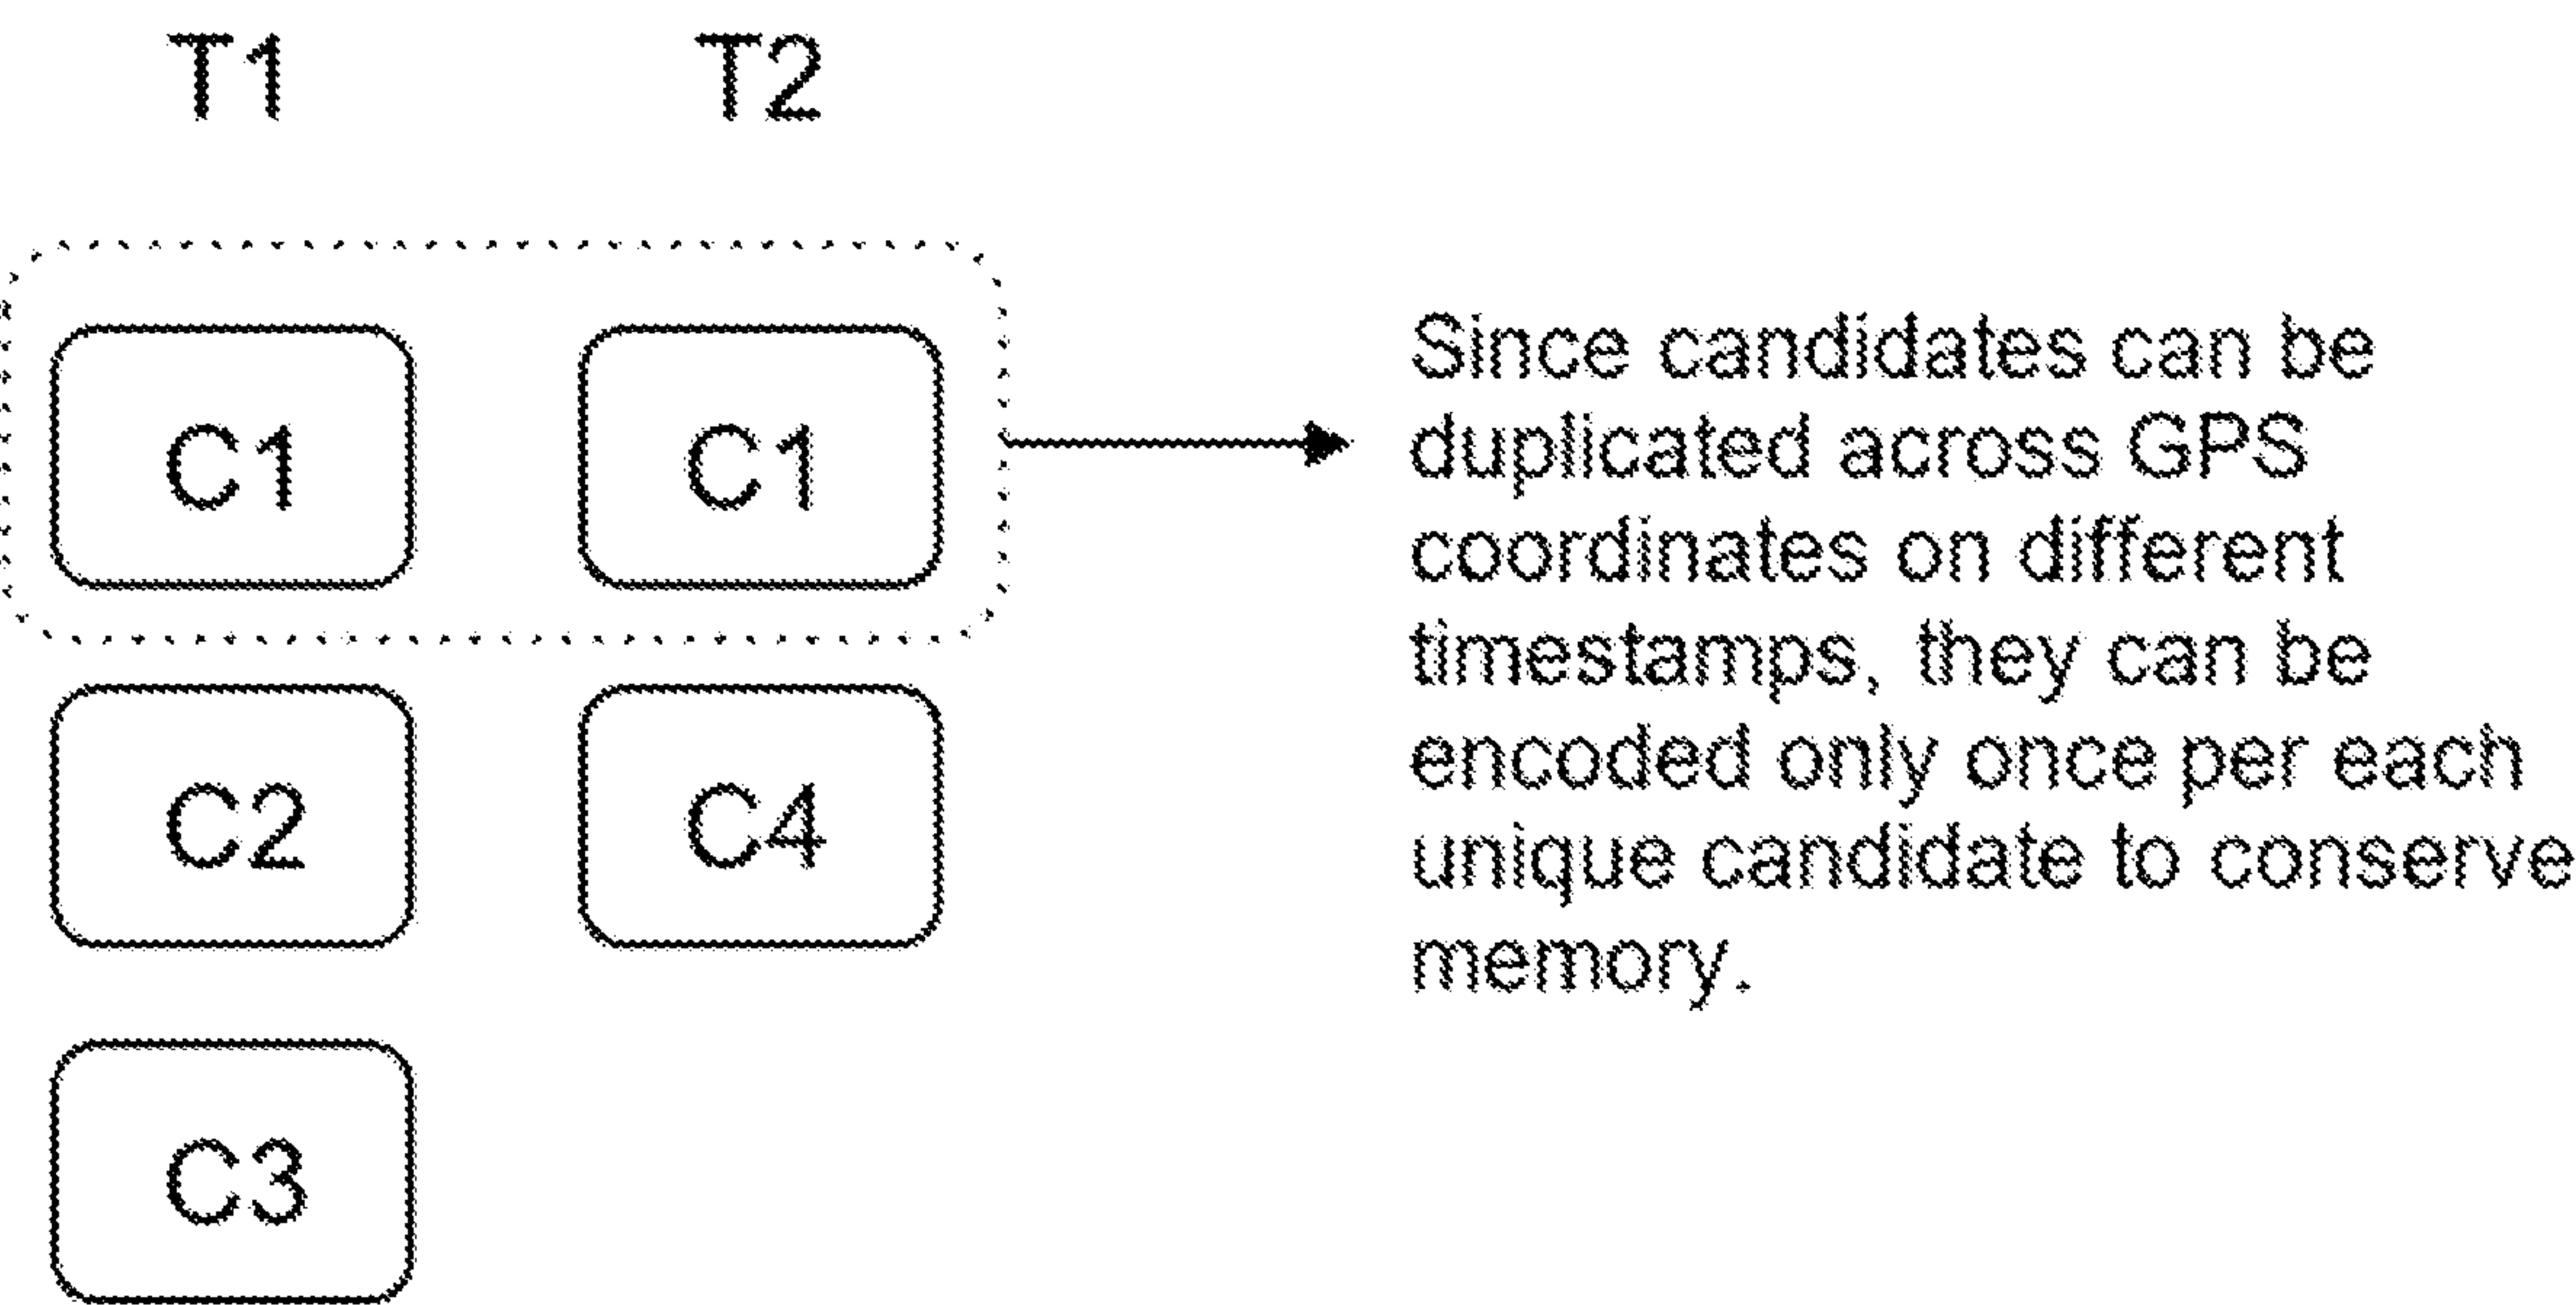 T1 T2
C1 C1
C2 C4
C3
Since candidates can be
duplicated across GPS
coordinates on different
timestamps, they can be
encoded only once per each
unique candidate to conserve
memory.